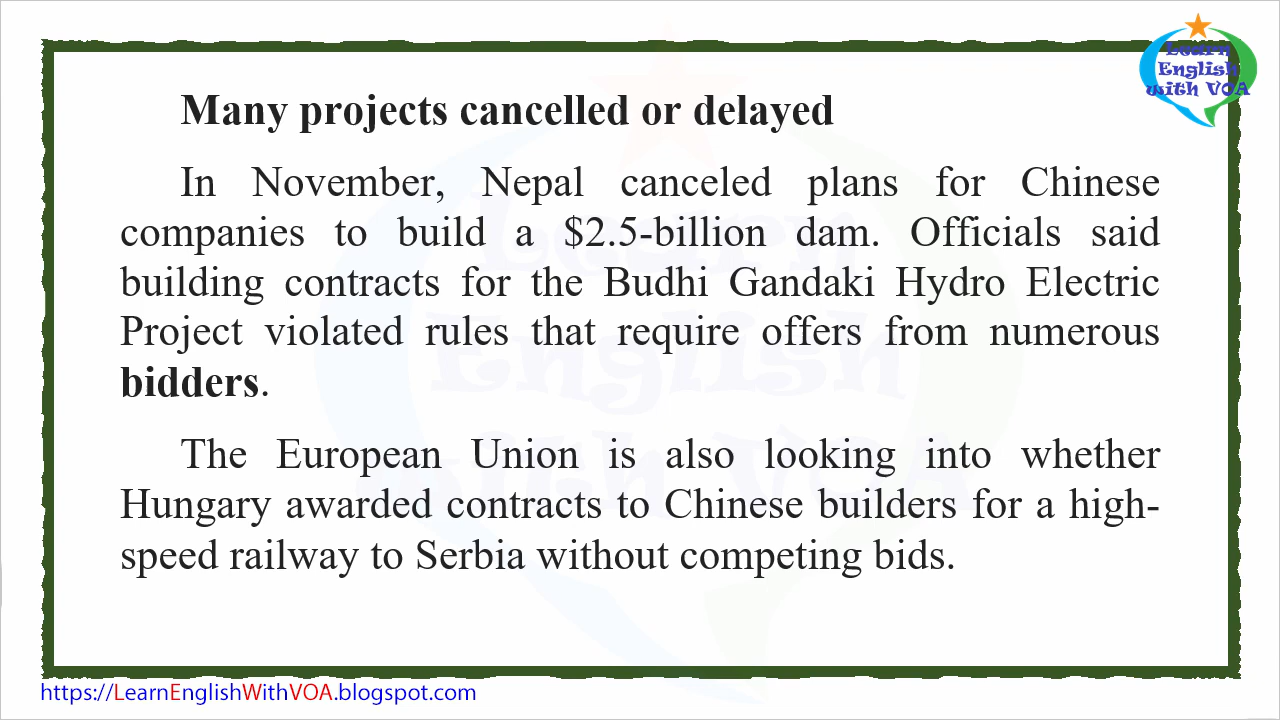 Learn
English
with VOA
Many projects cancelled or delayed
In November, Nepal canceled plans for Chinese
companies to build a $2.5-billion dam. Officials said
building contracts for the Budhi Gandaki Hydro Electric
Project violated rules that require offers from numerous
bidders.
The European Union is also looking into whether
Hungary awarded contracts to Chinese builders for a high-
speed railway to Serbia without competing bids.
https://LearnEnglishWithVOA.blogspot.com